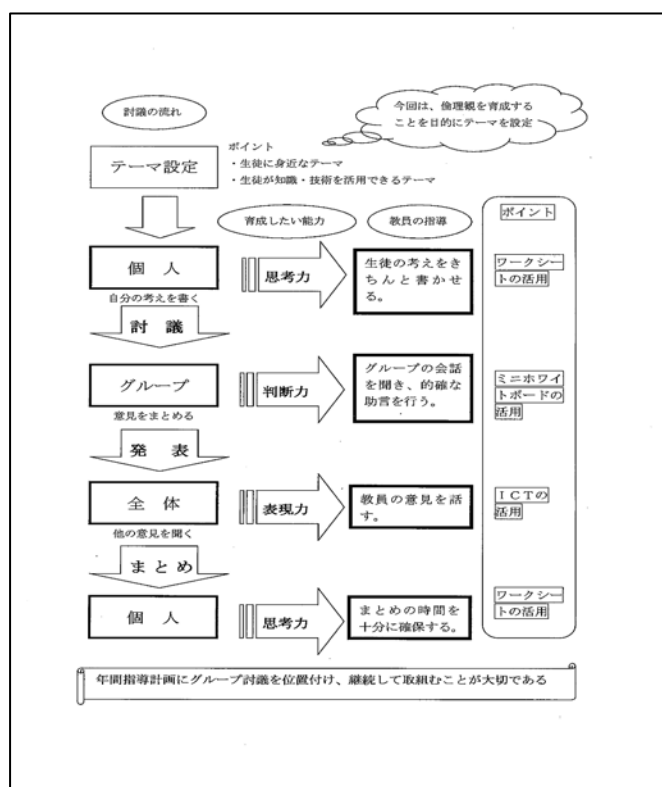 討議の流れ
今回は、倫理観を育成する
ことを目的にテーマを設定
テーマ設定
ポイント
・生徒に身近なテーマ
・生徒が知識・技術を活用できるテーマ
育成したい能力
教員の指導
ポイント
個人
自分の考えを書く
思考力
生徒の考えをき
ちんと書かせ
る。
ワークシー
トの活用
討議
グループ
意見をまとめる
判断力
グループの会話
を聞き、的確な
助言を行う。
ミニホワイ
トボードの
活用
発表
全体
他の意見を聞く
表現力
教員の意見を話
す。
ICTの
活用
まとめ
個人
思考力
まとめの時間を
十分に確保する。
ワークシー
トの活用
年間指導計画にグループ討議を位置付け、継続して取組むことが大切である